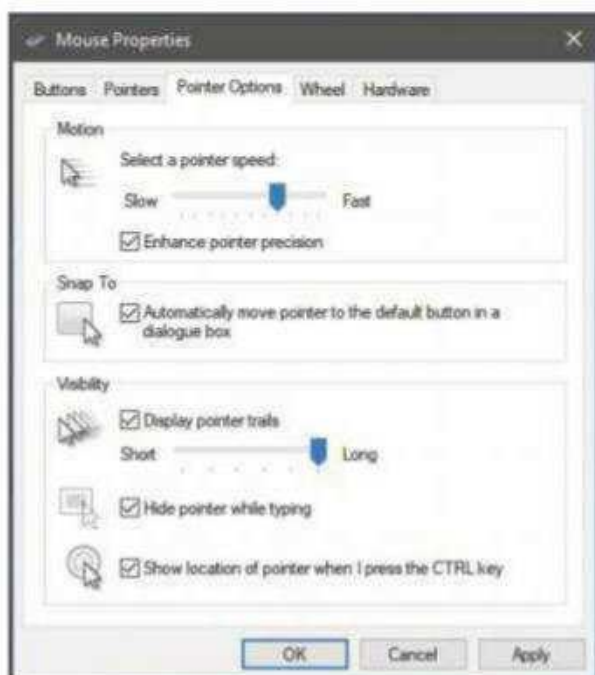 Mouse Properties
Buttons Pointers Pointer Options Wheel Hardware
Motion
Select a pointer speed:
Slow Fast
Enhance pointer precision
Snap To
Automatically move pointer to the default button in a
dialogue box
Visibility
Display pointer trails
Short Long
Hide pointer while typing
Show location of pointer when I press the CTRL key
OK Cancel Apply